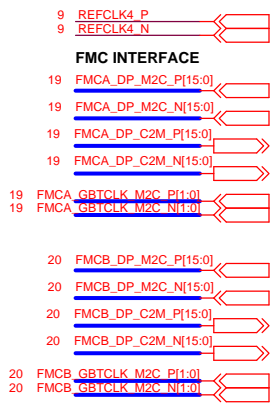 9 REFCLK4_P
9 REFCLK4_N
FMC INTERFACE
19 FMCA_DP_M2C_P[15:0]
19 FMCA_DP_M2C_N[15:0]
19 FMCA_DP_C2M_P[15:0]
19 FMCA_DP_C2M_N[15:0]
19 FMCA_GBTCLK_M2C_P[1:0]
19 FMCA_GBTCLK_M2C_N[1:0]
20 FMCB_DP_M2C_P[15:0]
20 FMCB_DP_M2C_N[15:0]
20 FMCB_DP_C2M_P[15:0]
20 FMCB_DP_C2M_N[15:0]
20 FMCB_GBTCLK_M2C_P[1:0]
20 FMCB_GBTCLK_M2C_N[1:0]